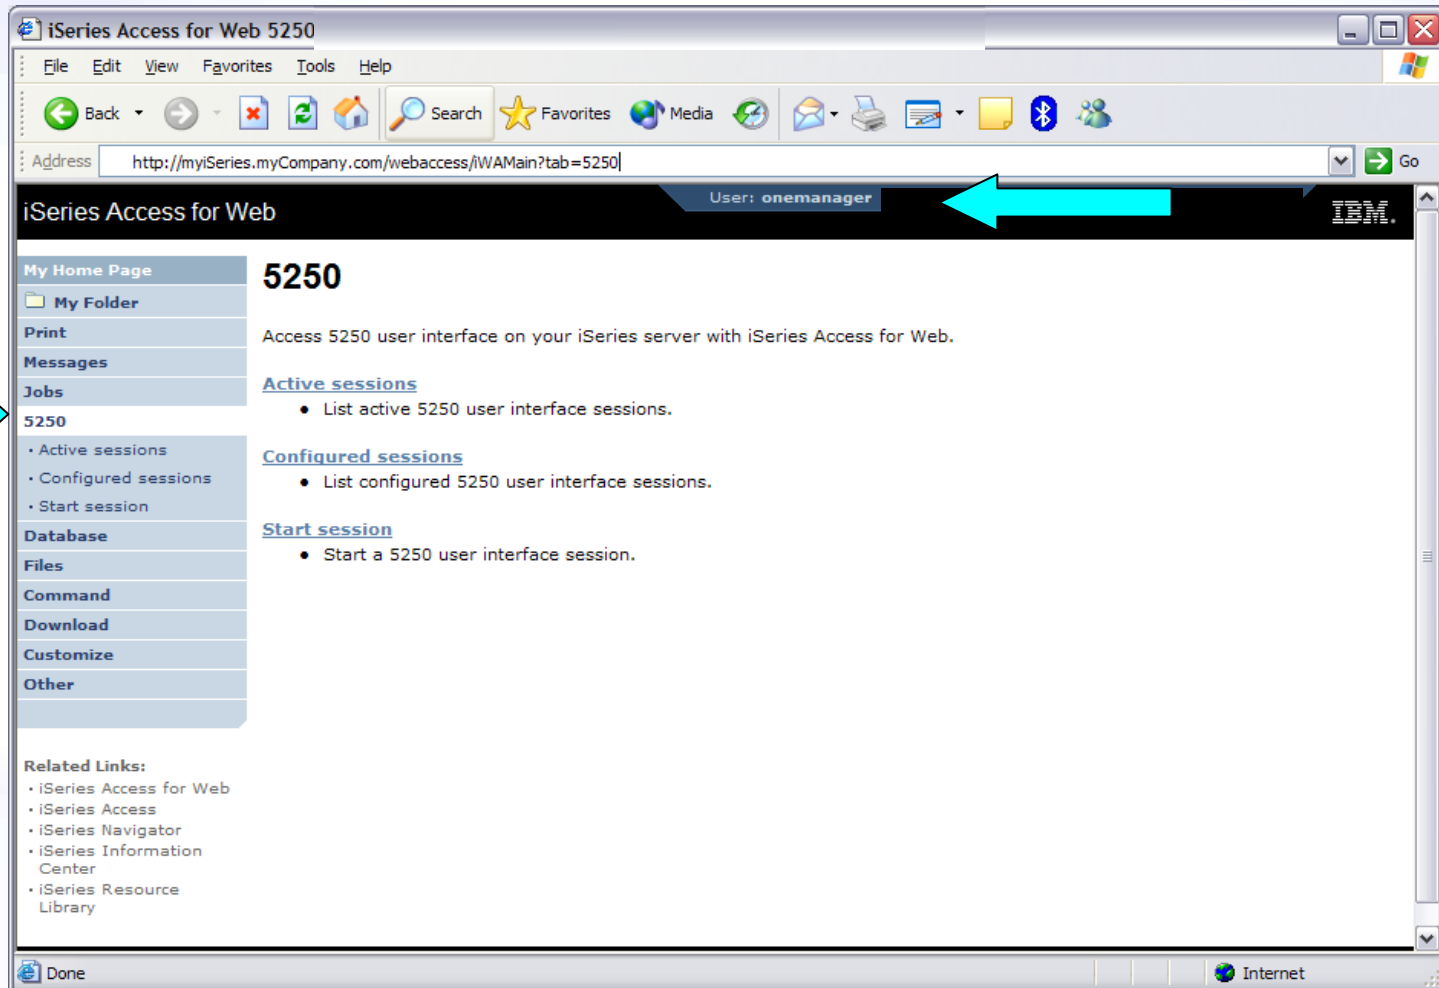 iSeries Access for Web 5250
File Edit View Favorites Tools Help
Back Search Favorites Media
Address http://myiSeries.myCompany.com/webaccess/iWAMain?tab=5250 Go
iSeries Access for Web User: onemanager IBM.
My Home Page
My Folder
Print
Messages
Jobs
5250
• Active sessions
• Configured sessions
• Start session
Database
Files
Command
Download
Customize
Other
Related Links:
• iSeries Access for Web
• iSeries Access
• iSeries Navigator
• iSeries Information
Center
• iSeries Resource
Library
5250
Access 5250 user interface on your iSeries server with iSeries Access for Web.
Active sessions
• List active 5250 user interface sessions.
Configured sessions
• List configured 5250 user interface sessions.
Start session
• Start a 5250 user interface session.
Done Internet